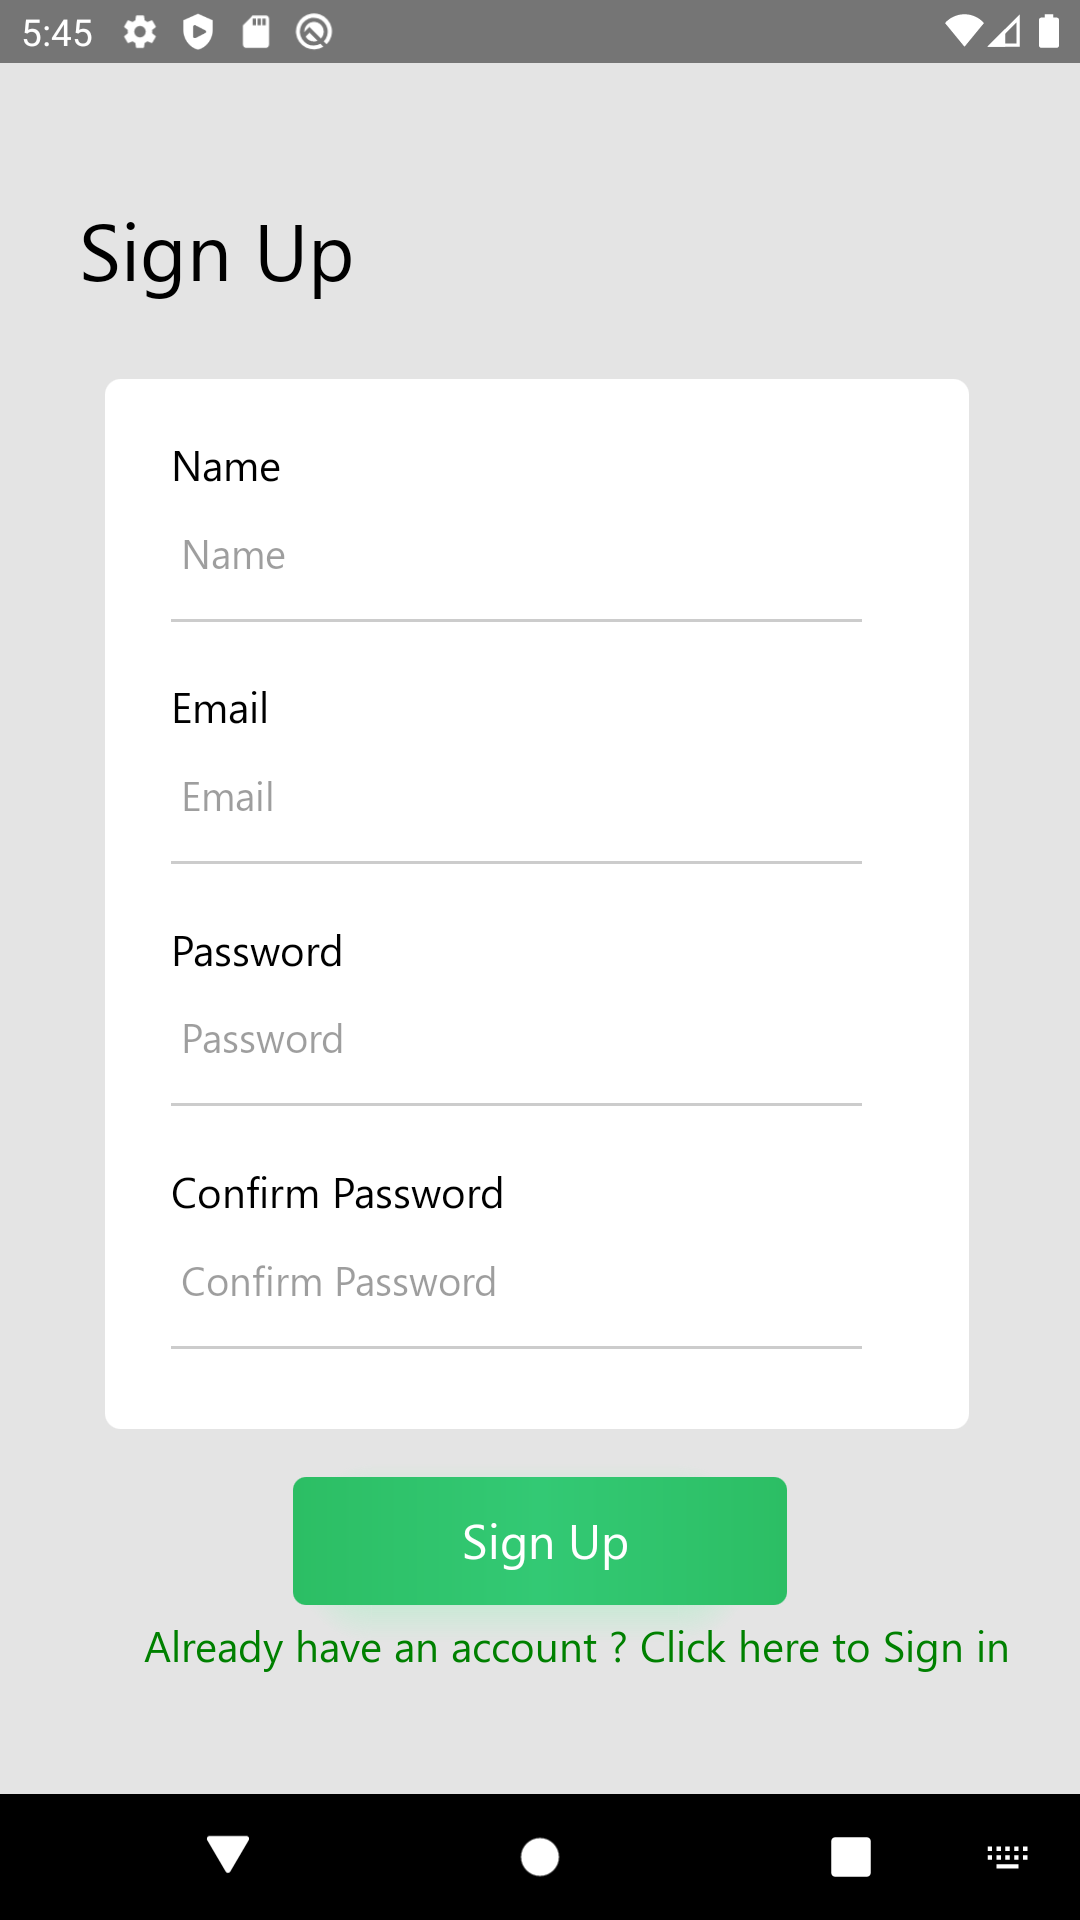 5:45
Sign Up
Name
Name
Email
Email
Password
Password
Confirm Password
Confirm Password
Sign Up
Already have an account ? Click here to Sign in